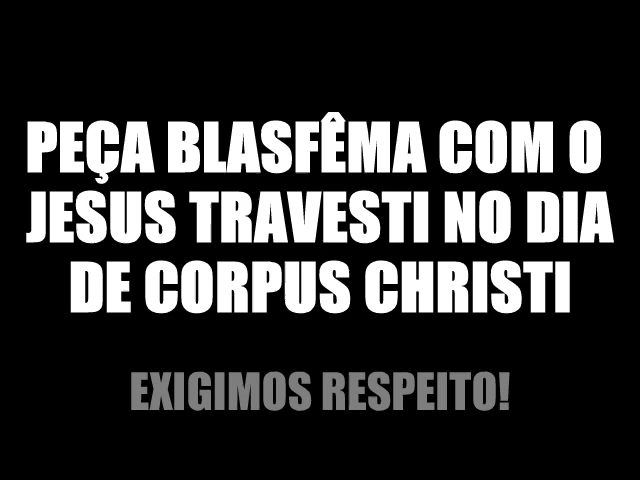 PEÇA BLASFÊMA COM O
JESUS TRAVESTI NO DIA
DE CORPUS CHRISTI
EXIGIMOS RESPEITO!